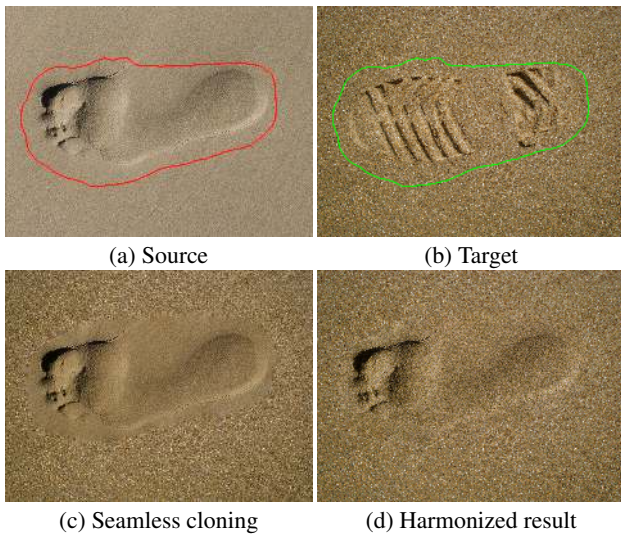 (a) Source
(b) Target
(c) Seamless cloning
(d) Harmonized result